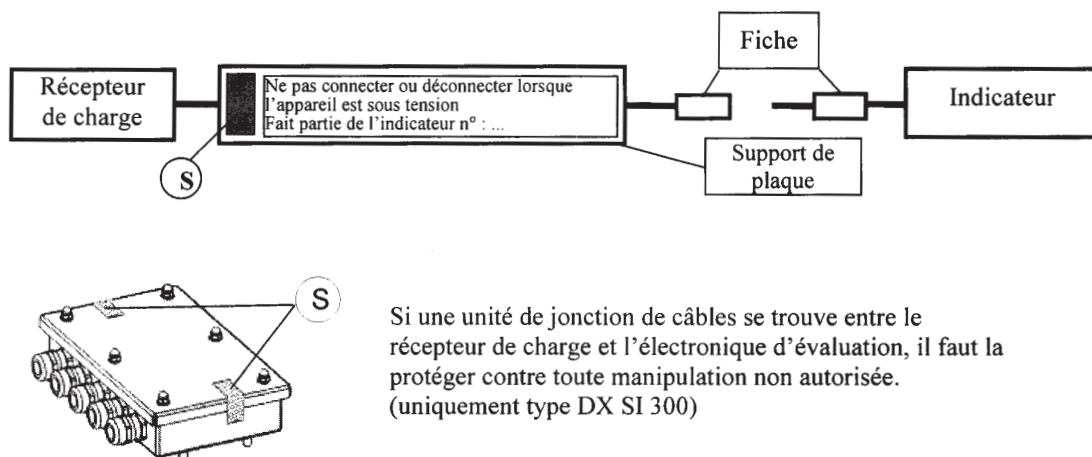 Fiche
Récepteur
de charge
Ne pas connecter ou déconnecter lorsque
l'appareil est sous tension
Fait partie de l'indicateur n° : ...
Indicateur
S
Support de
plaque
S
Si une unité de jonction de câbles se trouve entre le
récepteur de charge et l'électronique d'évaluation, il faut la
protéger contre toute manipulation non autorisée.
(uniquement type DX SI 300)